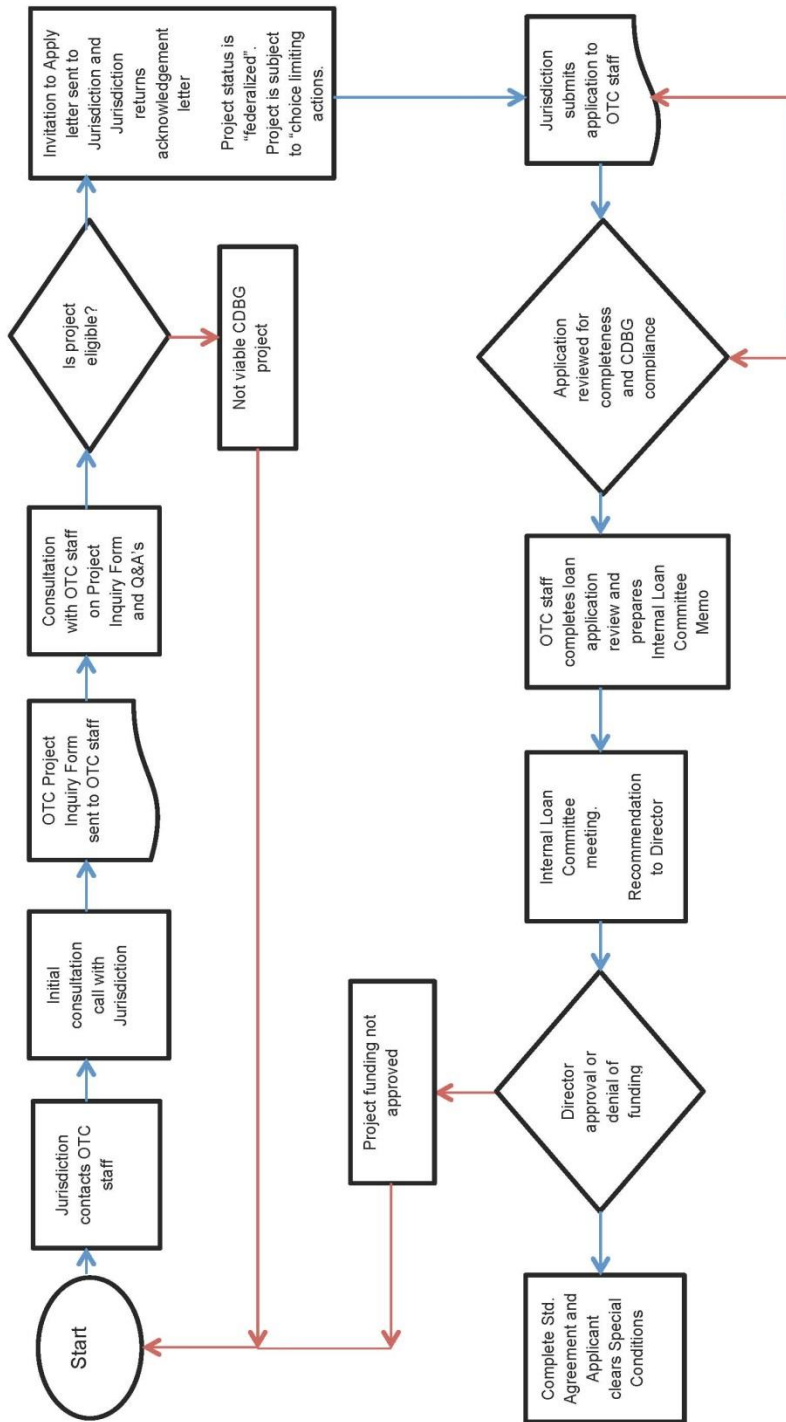 Start
Jurisdiction
contacts OTC
staff
Initial
consultation
call with
Jurisdiction
OTC Project
Inquiry Form
sent to OTC staff
Consultation
with OTC staff
on Project
Inquiry Form
and Q&A's
Is project
eligible?
Not viable CDBG
project
Invitation to Apply
letter sent to
Jurisdiction and
Jurisdiction
returns
acknowledgement
letter
Project status is
“federalized”.
Project is subject
to “choice limiting
actions.
Jurisdiction
submits
application to
OTC staff
Application
reviewed for
completeness
and CDBG
compliance
OTC staff
completes loan
application
review and
prepares
Internal Loan
Committee
Memo
Internal Loan
Committee
meeting.
Recommendation
to Director
Director
approval or
denial of
funding
Project funding not
approved
Complete Std.
Agreement and
Applicant
clears Special
Conditions